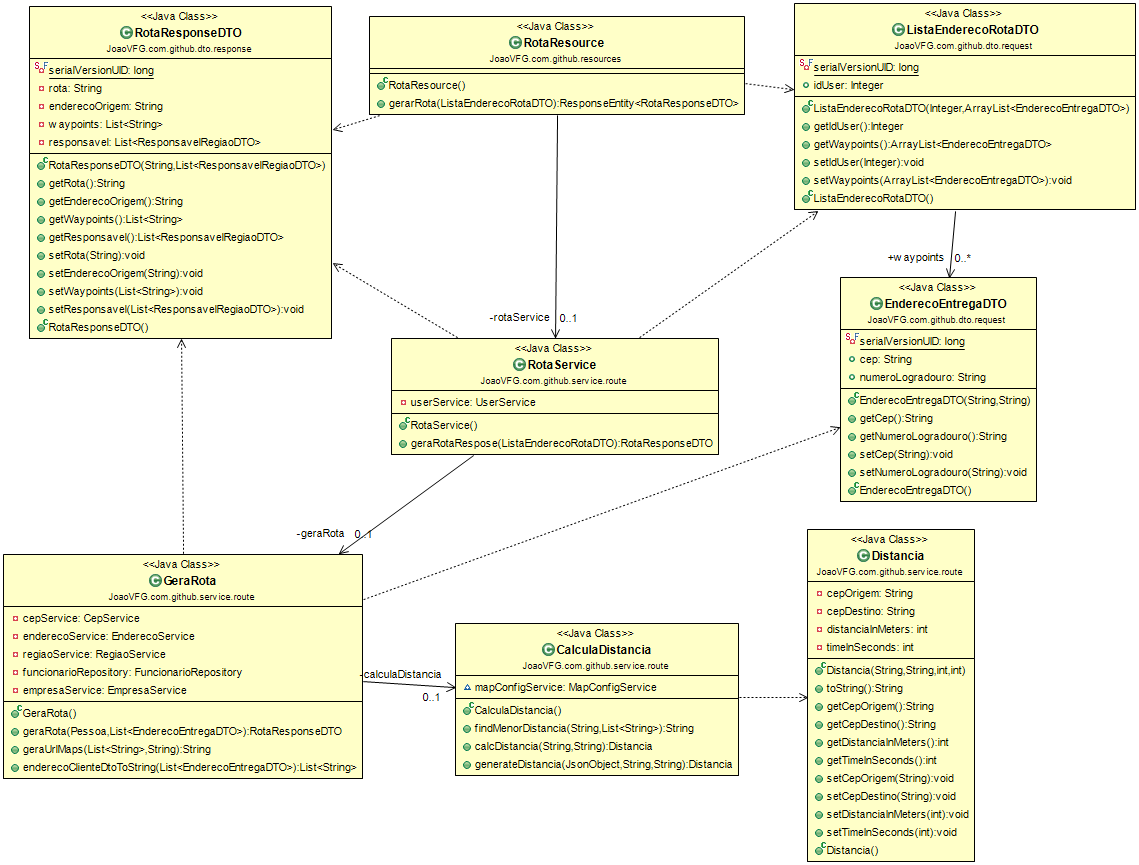 <<Java Class>>
RotaResponseDTO
JoaoVFG.com.github.dto.response
serialVersionUID: long
rota: String
enderecoOrigem: String
waypoints: List<String>
responsavel: List<ResponsavelRegiaoDTO>
RotaResponseDTO(String,List<ResponsavelRegiaoDTO>)
getRota():String
getEnderecoOrigem():String
getWaypoints():List<String>
getResponsavel():List<ResponsavelRegiaoDTO>
setRota(String):void
setEnderecoOrigem(String):void
setWaypoints(List<String>):void
setResponsavel(List<ResponsavelRegiaoDTO>):void
RotaResponseDTO()
<<Java Class>>
RotaResource
JoaoVFG.com.github.resources
RotaResource()
gerarRota(ListaEnderecoRotaDTO):ResponseEntity<RotaResponseDTO>
<<Java Class>>
ListaEnderecoRotaDTO
JoaoVFG.com.github.dto.request
serialVersionUID: long
idUser: Integer
ListaEnderecoRotaDTO(Integer,ArrayList<EnderecoEntregaDTO>)
getIdUser():Integer
getWaypoints():ArrayList<EnderecoEntregaDTO>
setIdUser(Integer):void
setWaypoints(ArrayList<EnderecoEntregaDTO>):void
ListaEnderecoRotaDTO()
+waypoints 0..*
<<Java Class>>
EnderecoEntregaDTO
JoaoVFG.com.github.dto.request
serialVersionUID: long
cep: String
numeroLogradouro: String
EnderecoEntregaDTO(String,String)
getCep():String
getNumeroLogradouro():String
setCep(String):void
setNumeroLogradouro(String):void
EnderecoEntregaDTO()
-rotaService 0..1
<<Java Class>>
RotaService
JoaoVFG.com.github.service.route
userService: UserService
RotaService()
geraRotaRespose(ListaEnderecoRotaDTO):RotaResponseDTO
-geraRota 0..1
<<Java Class>>
GeraRota
JoaoVFG.com.github.service.route
cepService: CepService
enderecoService: EnderecoService
regiaoService: RegiaoService
funcionarioRepository: FuncionarioRepository
empresaService: EmpresaService
GeraRota()
geraRota(Pessoa,List<EnderecoEntregaDTO>):RotaResponseDTO
geraUrlMaps(List<String>,String):String
enderecoClienteDtoToString(List<EnderecoEntregaDTO>):List<String>
-calculaDistancia
0..1
<<Java Class>>
CalculaDistancia
JoaoVFG.com.github.service.route
mapConfigService: MapConfigService
CalculaDistancia()
findMenorDistancia(String,List<String>):String
calcDistancia(String,String):Distancia
generateDistancia(JsonObject,String,String):Distancia
<<Java Class>>
Distancia
JoaoVFG.com.github.service.route
cepOrigem: String
cepDestino: String
distanciaInMeters: int
timeInSeconds: int
Distancia(String,String,int,int)
toString():String
getCepOrigem():String
getCepDestino():String
getDistanciaInMeters():int
getTimeInSeconds():int
setCepOrigem(String):void
setCepDestino(String):void
setDistanciaInMeters(int):void
setTimeInSeconds(int):void
Distancia()